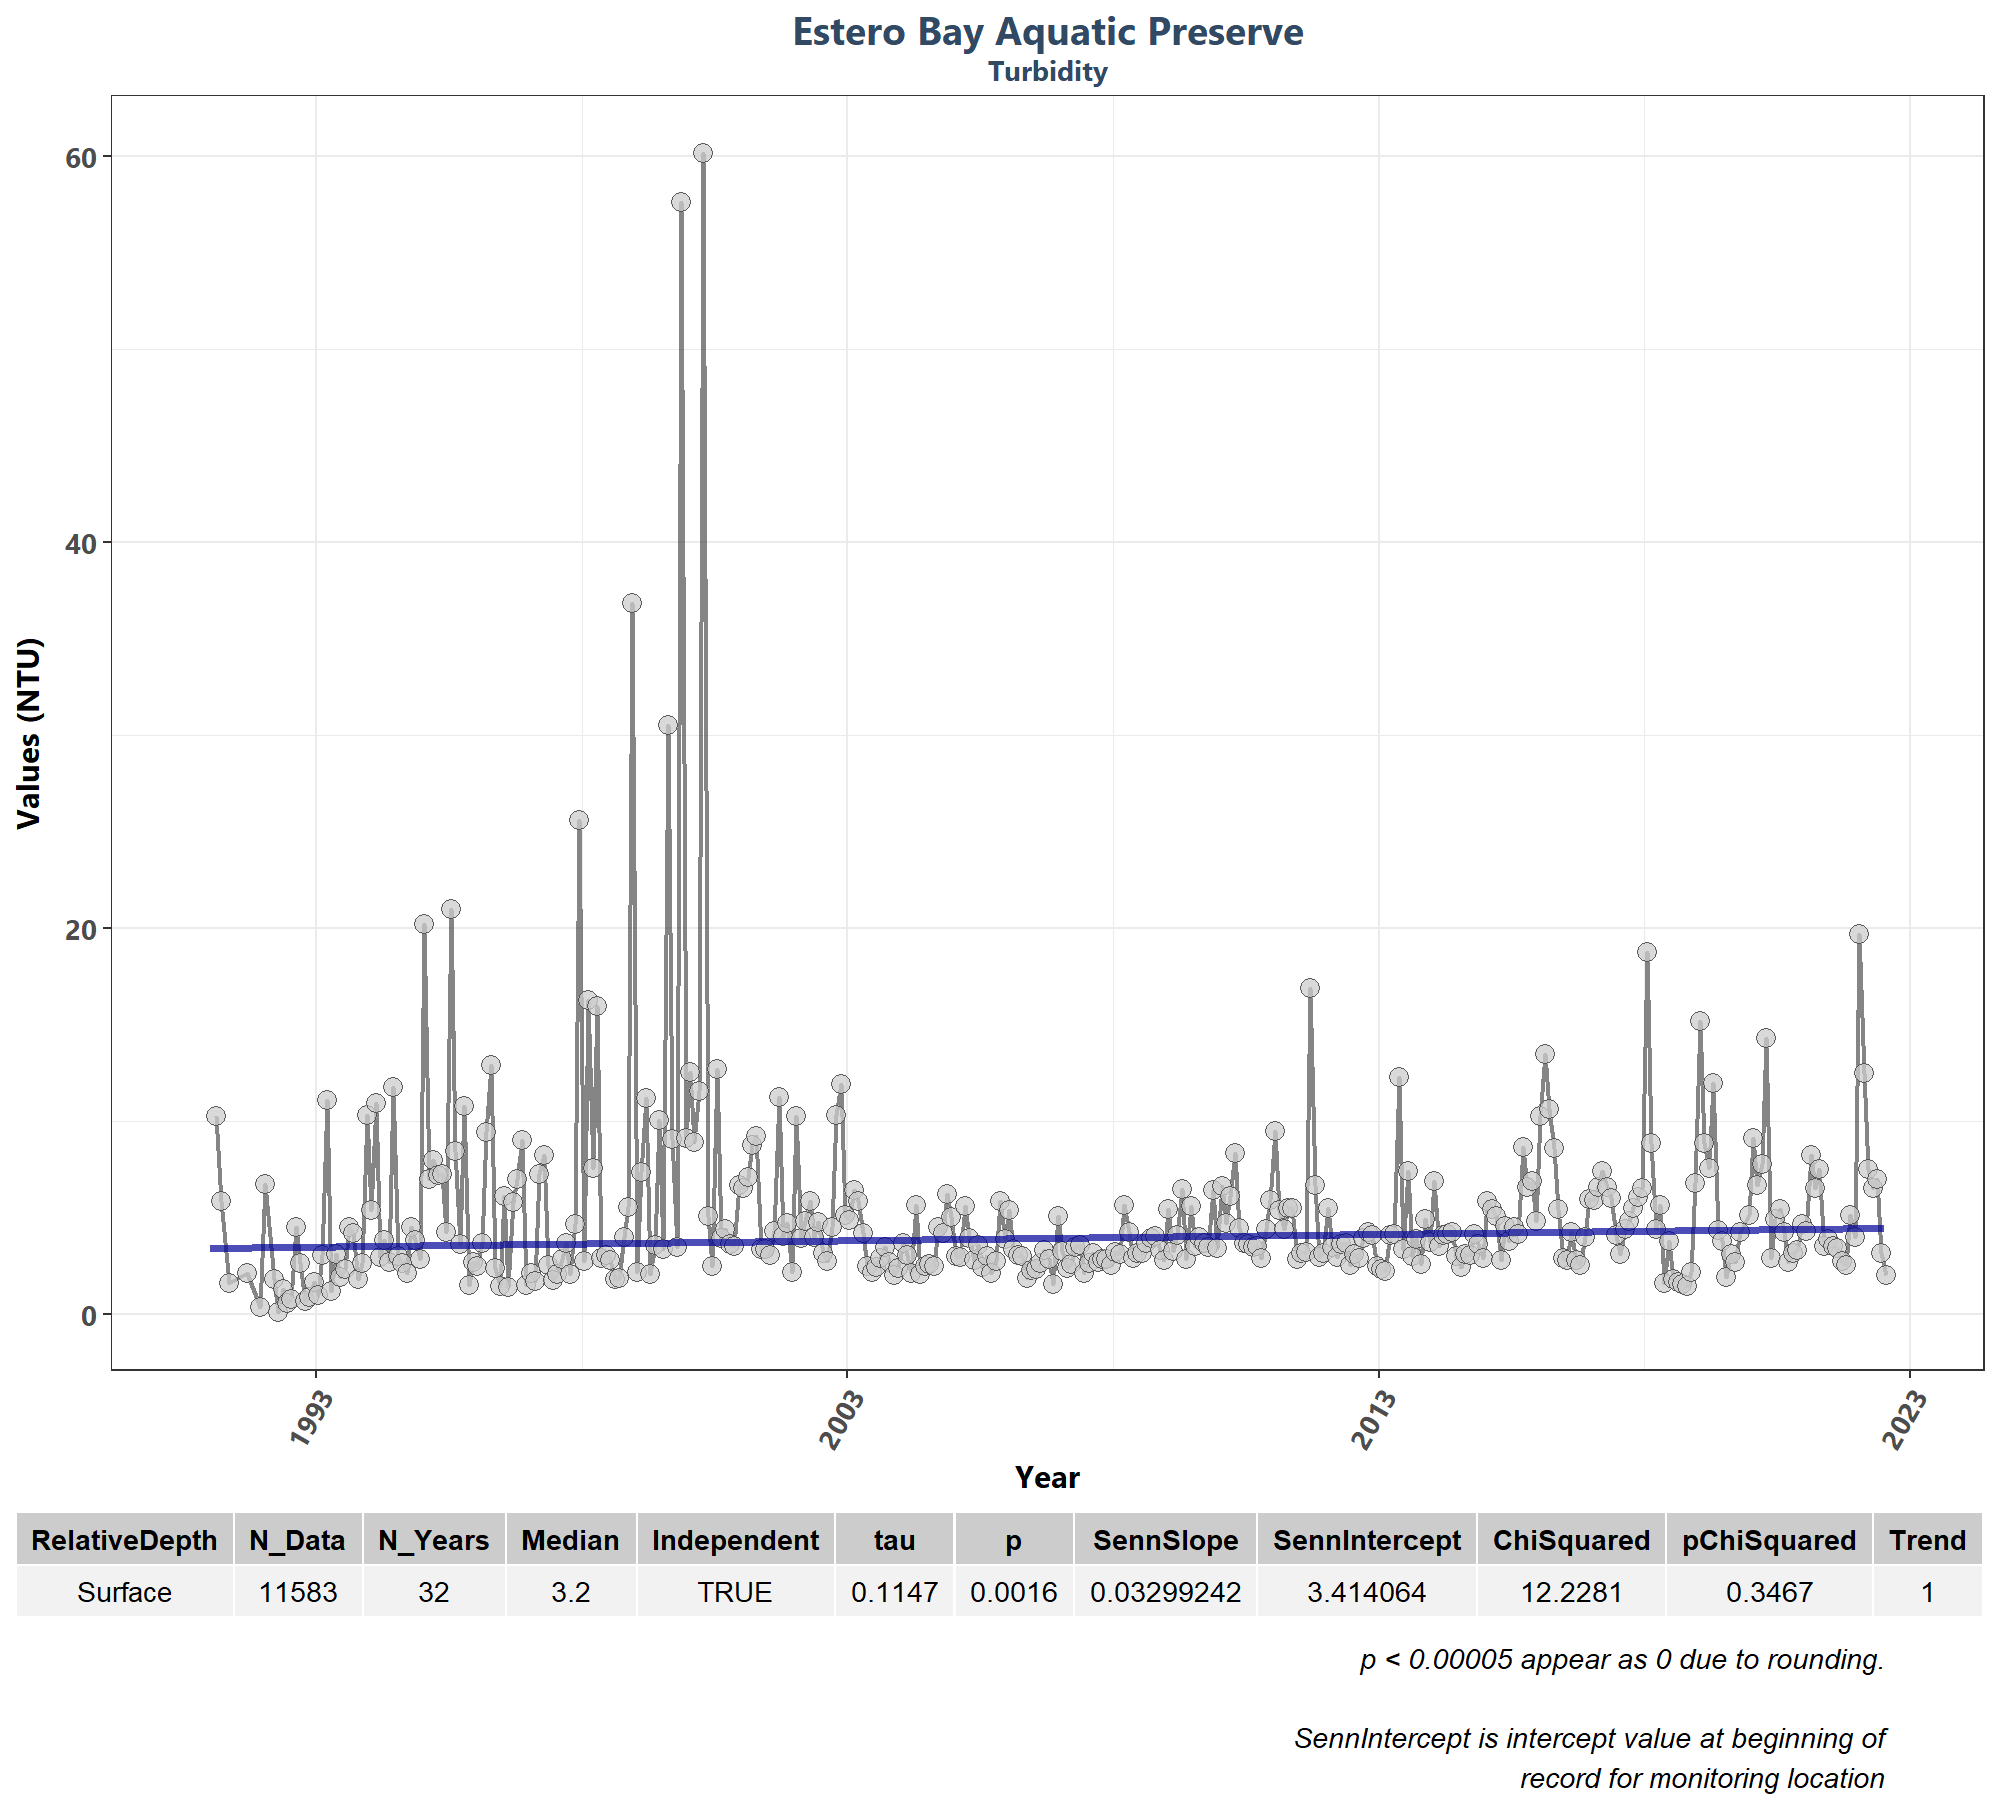 Estero Bay Aquatic Preserve
Turbidity
60
40
20
0
Values (NTU)
1993
2003
2013
2023
Year
RelativeDepth N_Data N_Years Median Independent tau p SennSlope SennIntercept ChiSquared pChiSquared Trend
Surface 11583 32 3.2 TRUE 0.1147 0.0016 0.03299242 3.414064 12.2281 0.3467 1
p < 0.00005 appear as 0 due to rounding.
SennIntercept is intercept value at beginning of
record for monitoring location